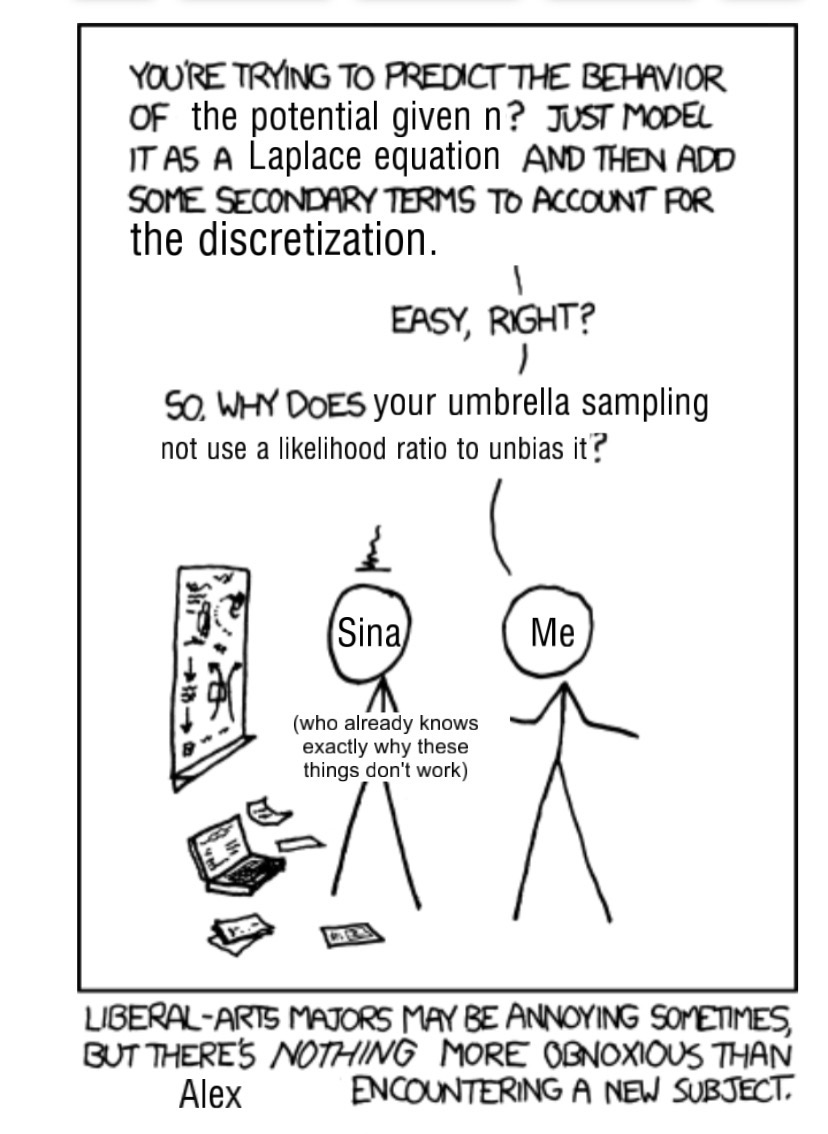 YOU'RE TRYING TO PREDICT THE BEHAVIOR
OF the potential given n? JUST MODEL
IT AS A Laplace equation AND THEN ADD
SOME SECONDARY TERMS TO ACCOUNT FOR
the discretization.
EASY, RIGHT?
SO, WHY DOES your umbrella sampling
not use a likelihood ratio to unbias it?
Sina
Me
(who already knows
exactly why these
things don't work)
LIBERAL-ARTS MAJORS MAY BE ANNOYING SOMETIMES,
BUT THERE'S NOTHING MORE OBNOXIOUS THAN
Alex ENCOUNTERING A NEW SUBJECT.